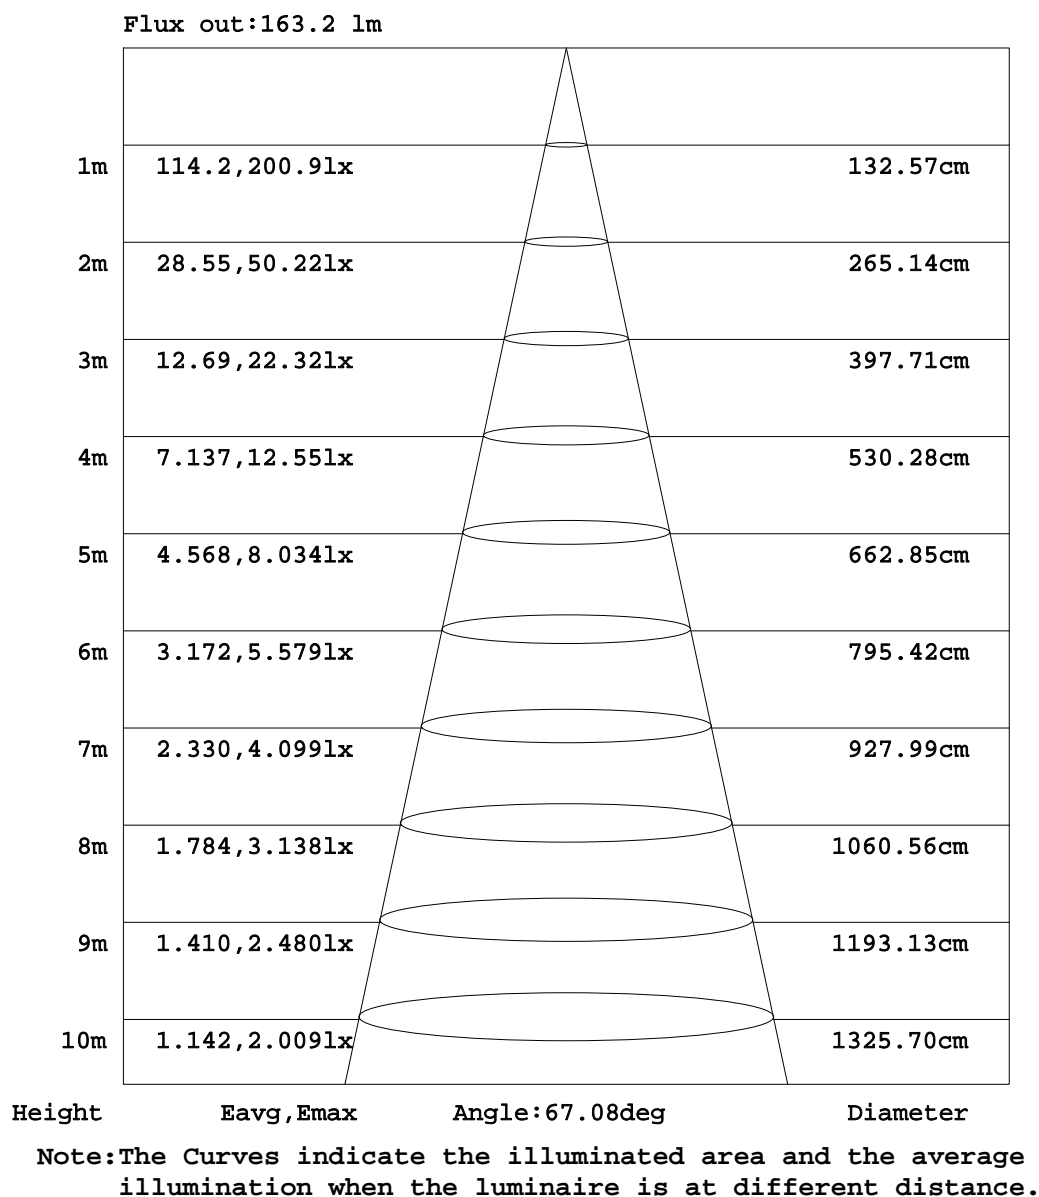 Flux out:163.2 lm
1m 114.2,200.9lx 132.57cm
2m 28.55,50.22lx 265.14cm
3m 12.69,22.32lx 397.71cm
4m 7.137,12.55lx 530.28cm
5m 4.568,8.034lx 662.85cm
6m 3.172,5.579lx 795.42cm
7m 2.330,4.099lx 927.99cm
8m 1.784,3.138lx 1060.56cm
9m 1.410,2.480lx 1193.13cm
10m 1.142,2.009lx 1325.70cm
Height Eavg,Emax Angle:67.08deg Diameter
Note:The Curves indicate the illuminated area and the average
illumination when the luminaire is at different distance.